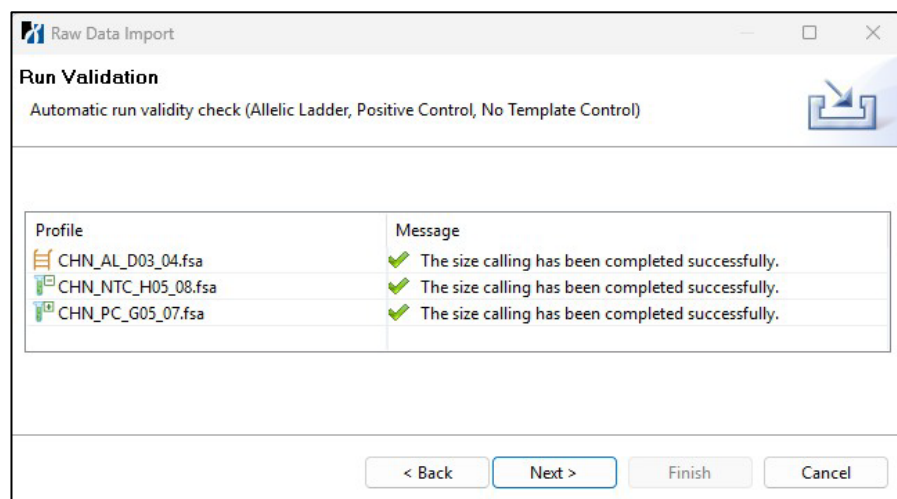 Raw Data Import
Run Validation
Automatic run validity check (Allelic Ladder, Positive Control, No Template Control)
Profile Message
CHN_AL_D03_04.fsa The size calling has been completed successfully.
CHN_NTC_H05_08.fsa The size calling has been completed successfully.
CHN_PC_G05_07.fsa The size calling has been completed successfully.
< Back Next > Finish Cancel